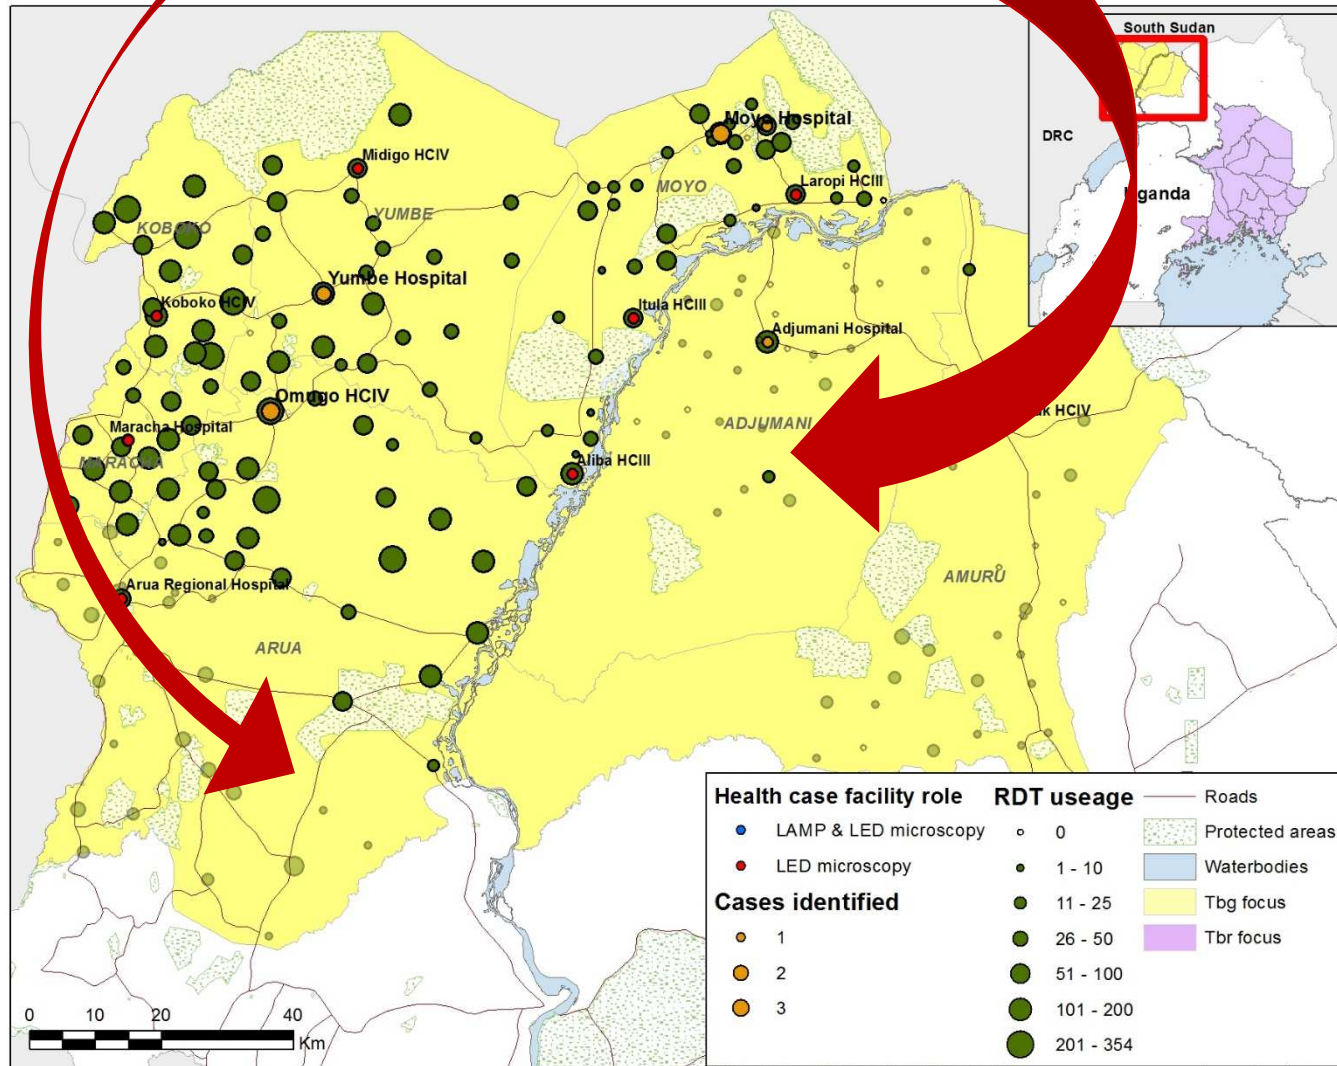 South Sudan
DRC
Uganda
Moyo Hospital
Midigo HCIV
Laropi HCIII
MOYO
YUMBE
KOBOKO
Yumbe Hospital
Koboko HCIV
Itula HCIII
Adjumani Hospital
Omugo HCIV
HCIV
ADJUMANI
Maracha Hospital
MARACHA
Aliba HCIII
AMURU
Arua Regional Hospital
ARUA
Health case facility role
LAMP & LED microscopy
LED microscopy
Cases identified
1
2
3
RDT useage
0
1 - 10
11 - 25
26 - 50
51 - 100
101 - 200
201 - 354
Roads
Protected areas
Waterbodies
Tbg focus
Tbr focus
0 5 10 20 40
Km